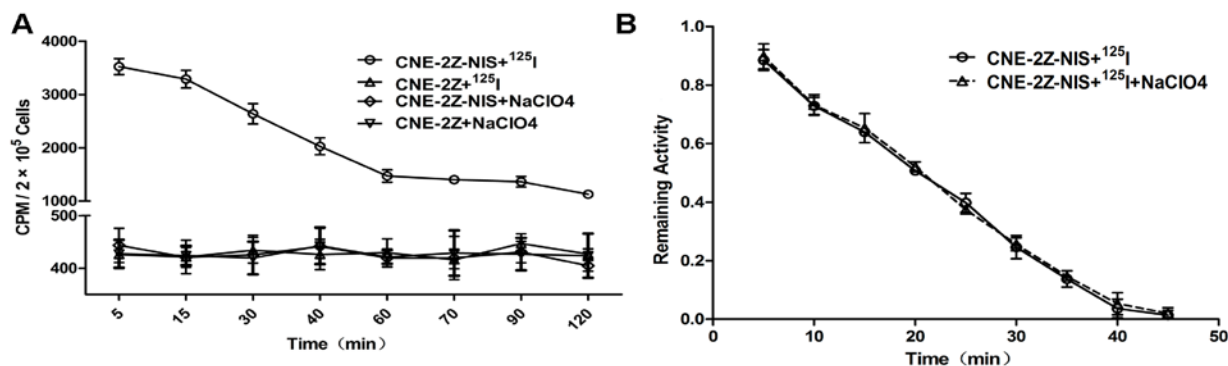 A
CPM / 2 × 10⁵ Cells
4000
3000
2000
1000
500
400
CNE-2Z-NIS+¹²⁵I
CNE-2Z+¹²⁵I
CNE-2Z-NIS+NaClO4
CNE-2Z+NaClO4
5 15 30 40 60 70 90 120
Time（min）
B
Remaining Activity
1.0
0.8
0.6
0.4
0.2
0.0
CNE-2Z-NIS+¹²⁵I
CNE-2Z-NIS+¹²⁵I+NaClO4
0 10 20 30 40 50
Time（min）